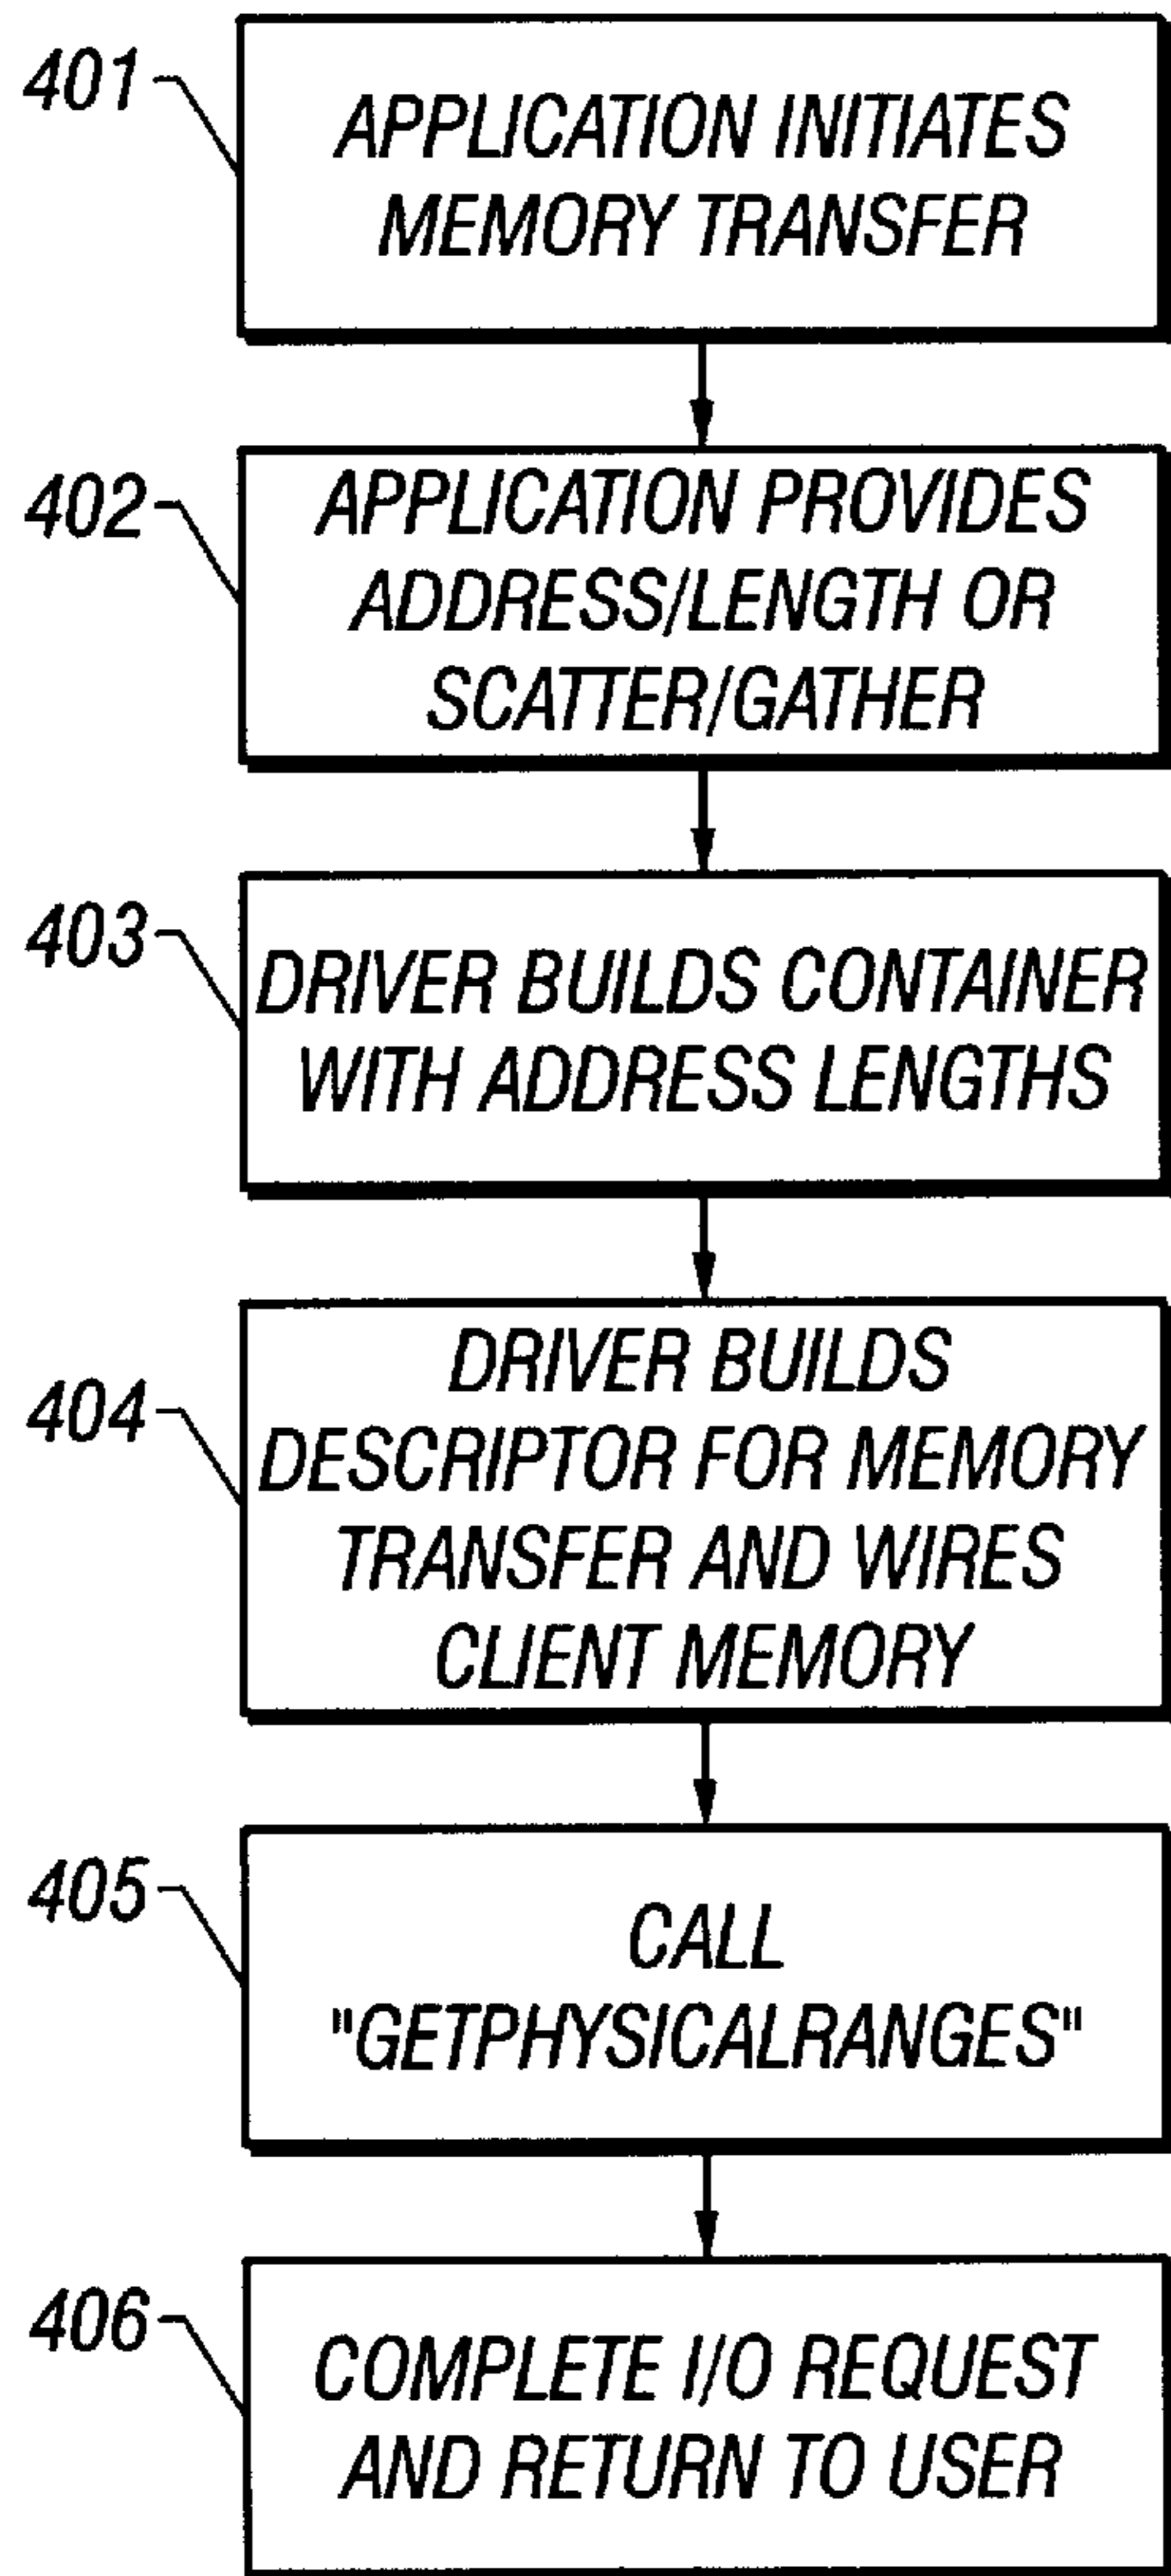 401
APPLICATION INITIATES
MEMORY TRANSFER
402
APPLICATION PROVIDES
ADDRESS/LENGTH OR
SCATTER/GATHER
403
DRIVER BUILDS CONTAINER
WITH ADDRESS LENGTHS
404
DRIVER BUILDS
DESCRIPTOR FOR MEMORY
TRANSFER AND WIRES
CLIENT MEMORY
405
CALL
"GETPHYSICALRANGES"
406
COMPLETE I/O REQUEST
AND RETURN TO USER